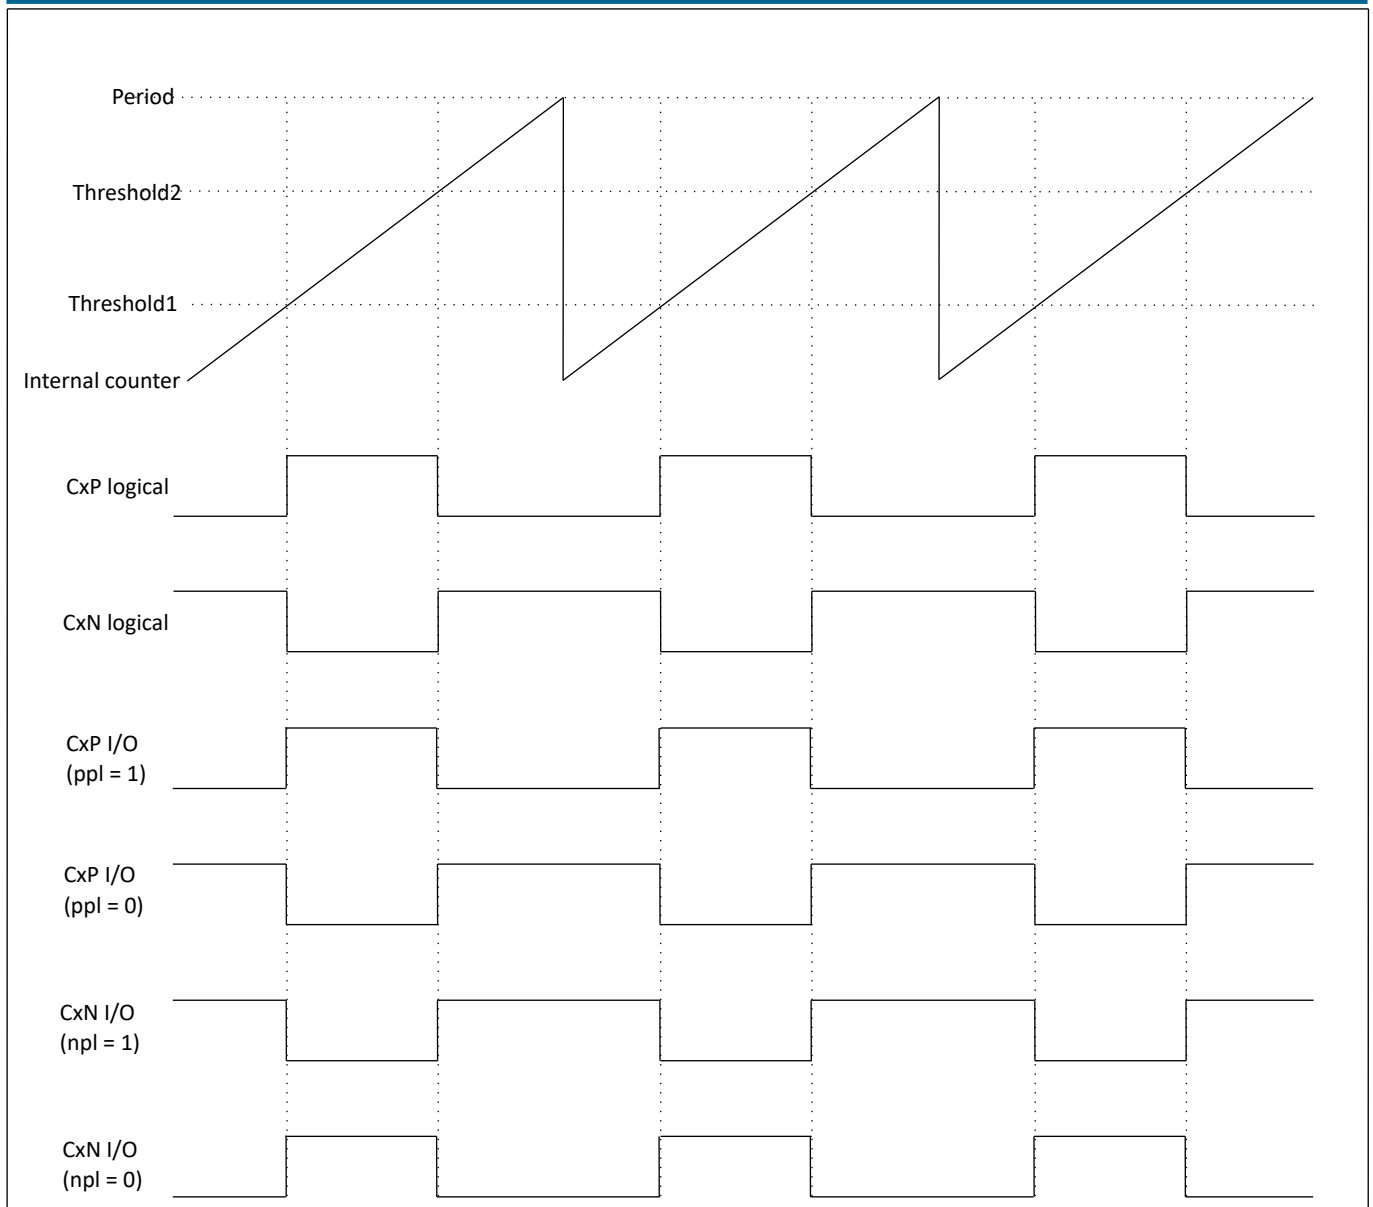 Period
Threshold2
Threshold1
Internal counter
CxP logical
CxN logical
CxP I/O
(ppl = 1)
CxP I/O
(ppl = 0)
CxN I/O
(npl = 1)
CxN I/O
(npl = 0)